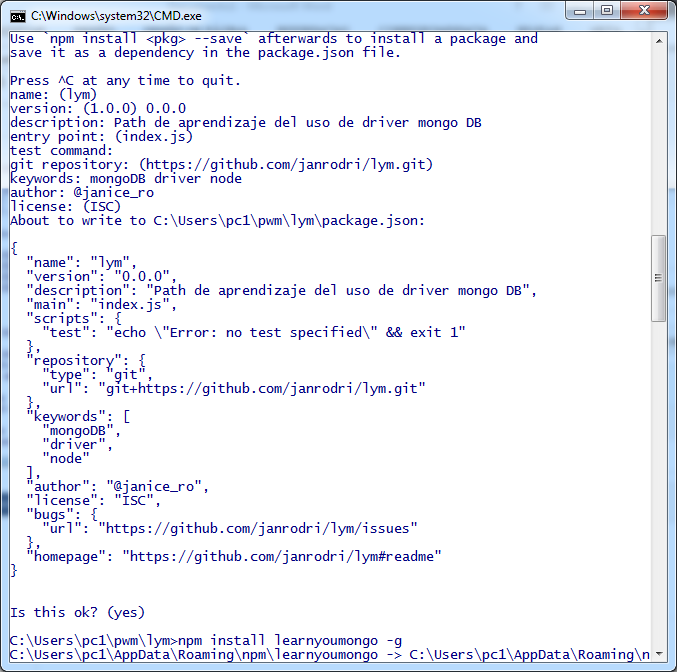 C:\Windows\system32\CMD.exe
Use `npm install <pkg> --save` afterwards to install a package and
save it as a dependency in the package.json file.
Press ^C at any time to quit.
name: (lym)
version: (1.0.0) 0.0.0
description: Path de aprendizaje del uso de driver mongo DB
entry point: (index.js)
test command:
git repository: (https://github.com/janrodri/lym.git)
keywords: mongoDB driver node
author: @janice_ro
license: (ISC)
About to write to C:\Users\pc1\pwm\lym\package.json:
{
  "name": "lym",
  "version": "0.0.0",
  "description": "Path de aprendizaje del uso de driver mongo DB",
  "main": "index.js",
  "scripts": {
    "test": "echo \"Error: no test specified\" && exit 1"
  },
  "repository": {
    "type": "git",
    "url": "git+https://github.com/janrodri/lym.git"
  },
  "keywords": [
    "mongoDB",
    "driver",
    "node"
  ],
  "author": "@janice_ro",
  "license": "ISC",
  "bugs": {
    "url": "https://github.com/janrodri/lym/issues"
  },
  "homepage": "https://github.com/janrodri/lym#readme"
}
Is this ok? (yes)
C:\Users\pc1\pwm\lym>npm install learnyoumongo -g
C:\Users\pc1\AppData\Roaming\npm\learnyoumongo -> C:\Users\pc1\AppData\Roaming\n